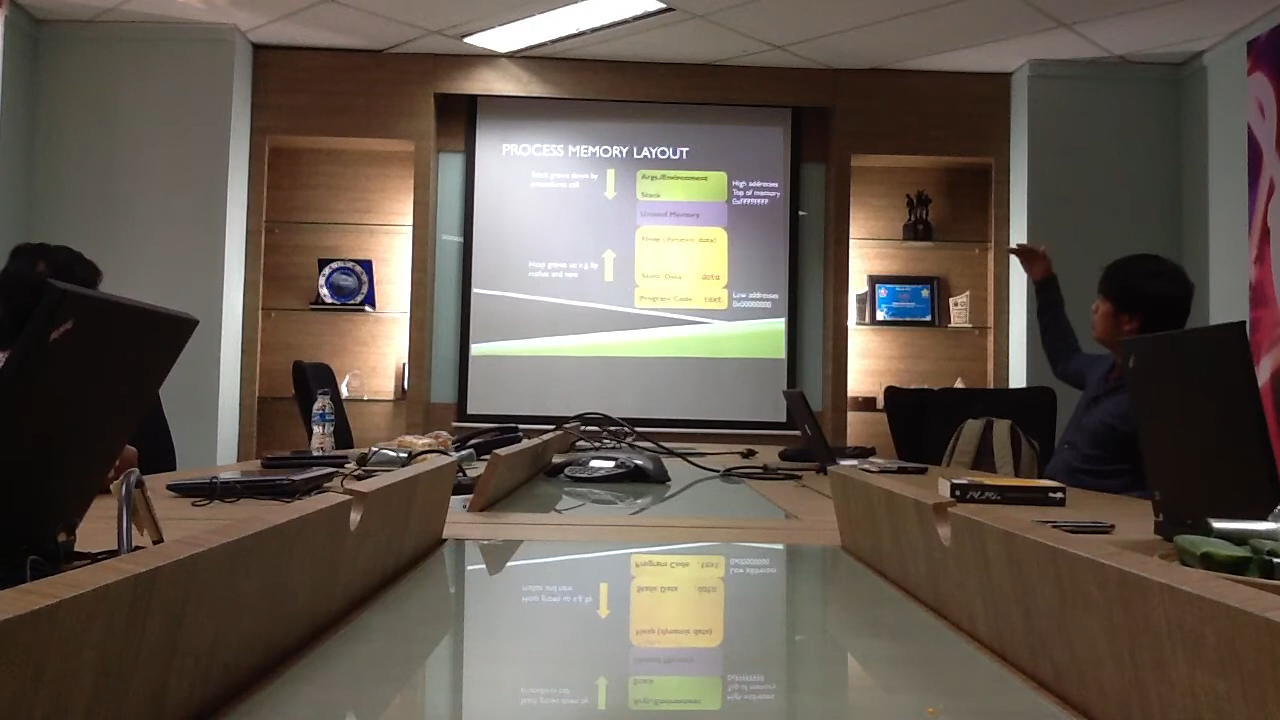 PROCESS MEMORY LAYOUT
Stack grows down by
procedures call
Args./Environment
Stack
High addresses
Top of memory
0xFFFFFFFF
Unused Memory
Heap (dynamic data)
Heap grows up e.g. by
malloc and new
Static Data data
Program Code text
Low addresses
0x00000000